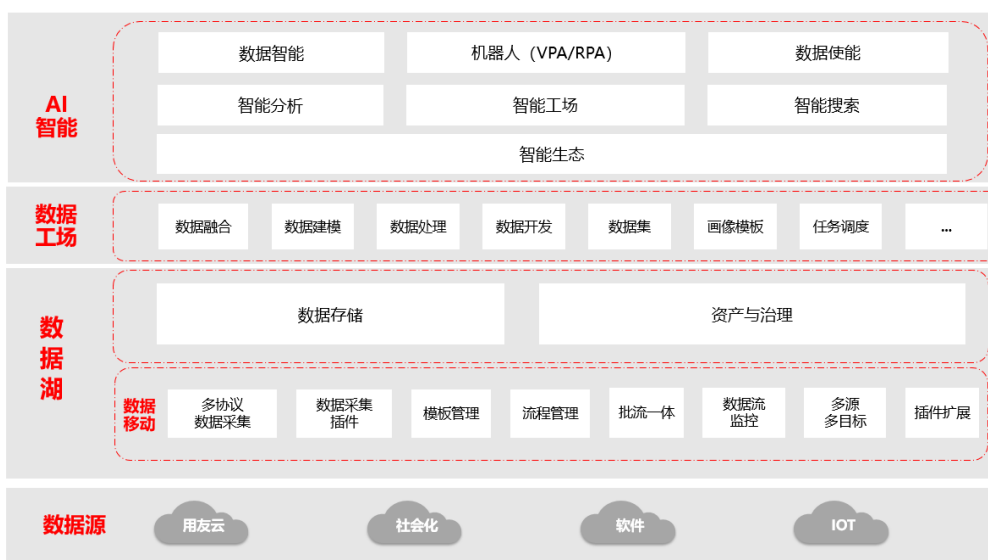 AI
智能
数据智能
机器人（VPA/RPA）
数据使能
智能分析
智能工场
智能搜索
智能生态
数据
工场
数据融合
数据建模
数据处理
数据开发
数据集
画像模板
任务调度
...
数
据
湖
数据存储
资产与治理
数据
移动
多协议
数据采集
数据采集
插件
模板管理
流程管理
批流一体
数据流
监控
多源
多目标
插件扩展
数据源
用友云
社会化
软件
IOT